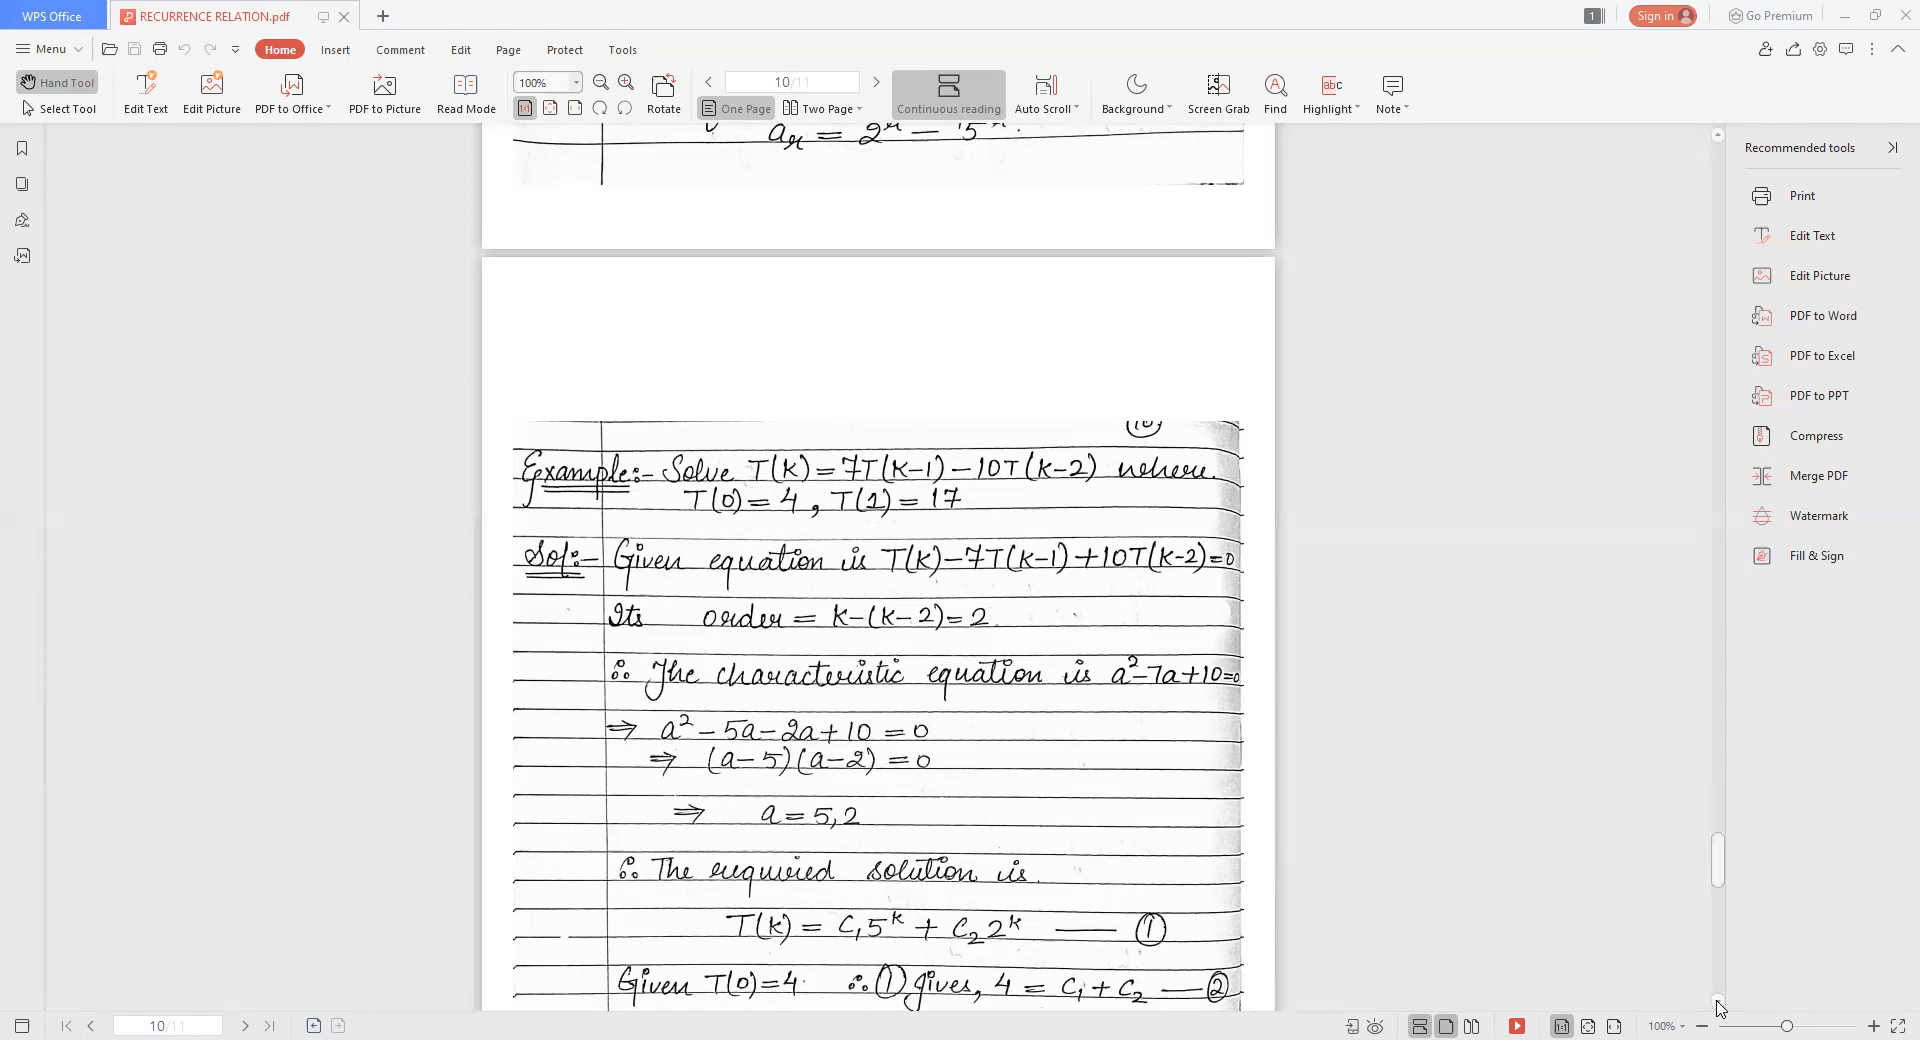 WPS Office
RECURRENCE RELATION.pdf
1
Sign in
Go Premium
Menu
Home
Insert
Comment
Edit
Page
Protect
Tools
Hand Tool
Select Tool
Edit Text
Edit Picture
PDF to Office
PDF to Picture
Read Mode
100%
Rotate
10/11
One Page
Two Page
Continuous reading
Auto Scroll
Background
Screen Grab
Find
Highlight
Note
aᵣ = 2ʳ – 5ʳ.
(10)
Example:- Solve T(k) = 7T(k-1) - 10T(k-2) where.
T(0) = 4, T(1) = 17
Sol:- Given equation is T(k) - 7T(k-1) + 10T(k-2) = 0
Its order = k-(k-2) = 2.
∴ The characteristic equation is a² - 7a + 10 = 0
⇒ a² - 5a - 2a + 10 = 0
⇒ (a-5)(a-2) = 0
⇒ a = 5, 2
∴ The required solution is.
T(k) = C₁5ᵏ + C₂2ᵏ —— ①
Given T(0) = 4. ∴ ① gives, 4 = C₁ + C₂ — ②
Recommended tools
Print
Edit Text
Edit Picture
PDF to Word
PDF to Excel
PDF to PPT
Compress
Merge PDF
Watermark
Fill & Sign
10/11
100%